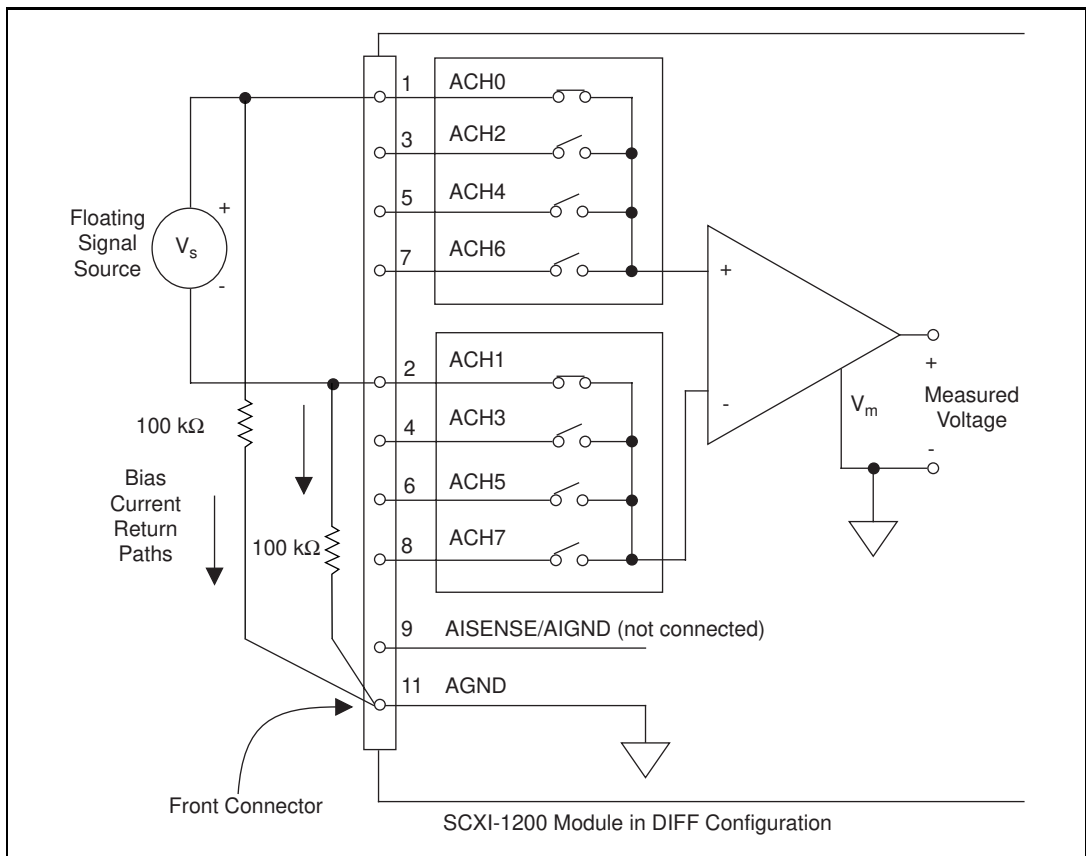 1 ACH0
3 ACH2
5 ACH4
7 ACH6
Floating
Signal
Source
+
Vs
-
+
-
2 ACH1
4 ACH3
6 ACH5
8 ACH7
+
Measured
Voltage
-
Vm
100 kΩ
Bias
Current
Return
Paths
100 kΩ
9 AISENSE/AIGND (not connected)
11 AGND
Front Connector
SCXI-1200 Module in DIFF Configuration